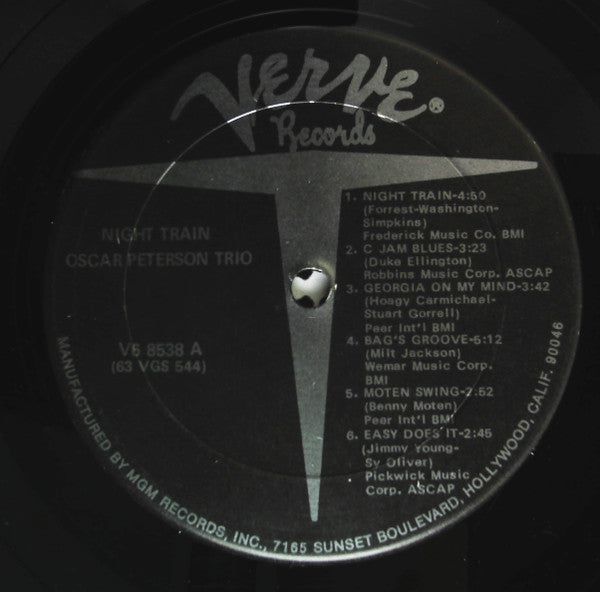 Verve®
Records
NIGHT TRAIN
OSCAR PETERSON TRIO
V6 8538 A
(63 VGS 544)
1. NIGHT TRAIN-4:50
(Forrest-Washington-
Simpkins)
Frederick Music Co. BMI
2. C JAM BLUES-3:23
(Duke Ellington)
Robbins Music Corp. ASCAP
3. GEORGIA ON MY MIND-3:42
(Hoagy Carmichael-
Stuart Gorrell)
Peer Int'l BMI
4. BAG'S GROOVE-5:12
(Milt Jackson)
Wemar Music Corp.
BMI
5. MOTEN SWING-2:52
(Benny Moten)
Peer Int'l BMI
6. EASY DOES IT-2:45
(Jimmy Young-
Sy Oliver)
Pickwick Music
Corp. ASCAP
MANUFACTURED BY MGM RECORDS, INC., 7165 SUNSET BOULEVARD, HOLLYWOOD, CALIF. 90046